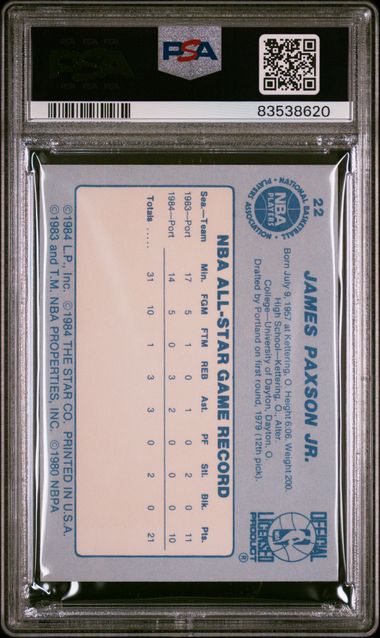 PSA
83538620
22
JAMES PAXSON JR.
NATIONAL BASKETBALL
NBA
PLAYERS
PLAYERS ASSOCIATION
Born July 9, 1957 at Kettering, O. Height 6:06. Weight 200.
High School—Kettering, O., Alter.
College—University of Dayton, Dayton, O.
Drafted by Portland on first round, 1979 (12th pick).
OFFICIAL
LICENSED
PRODUCT
®
NBA ALL-STAR GAME RECORD
Sea.—Team Min. FGM FTM REB Ast. PF Stl. Blk. Pts.
1983—Port 17 5 1 0 1 0 2 0 11
1984—Port 14 5 0 3 2 0 0 0 10
Totals ..... 31 10 1 3 3 0 2 0 21
©1984 L.P., Inc. ©1984 THE STAR CO. PRINTED IN U.S.A.
©1983 and T.M. NBA PROPERTIES, INC. ©1980 NBPA